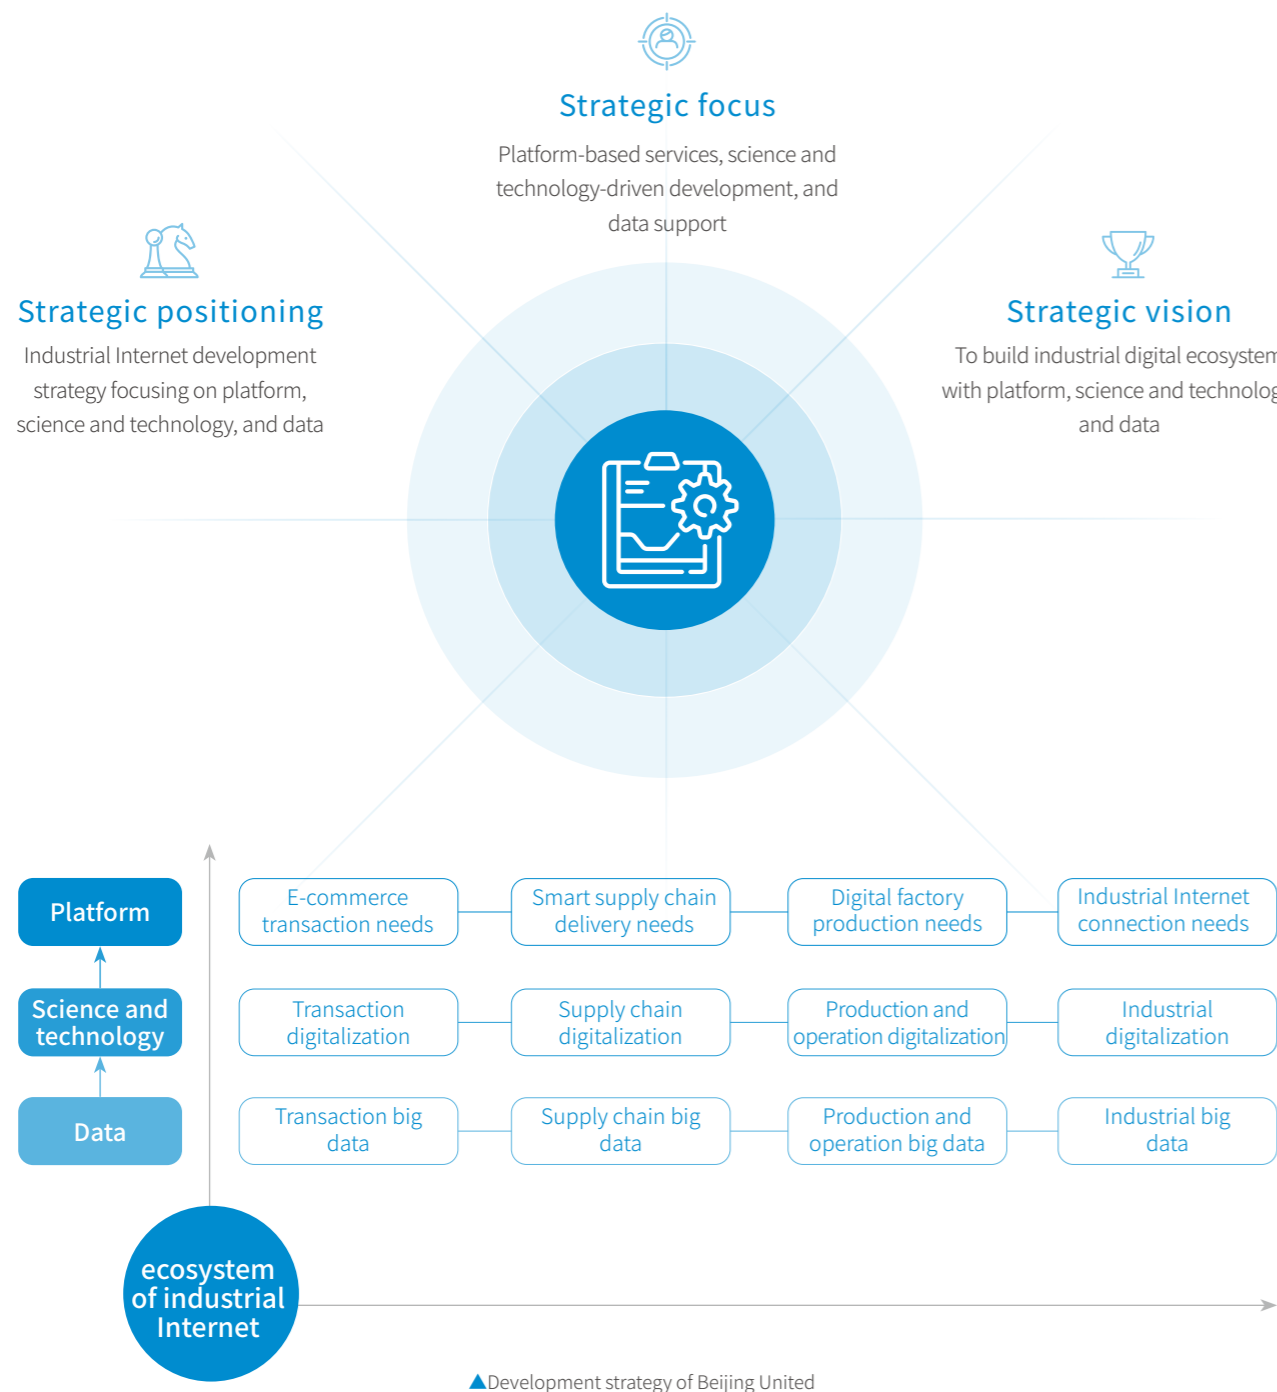 Strategic focus
Platform-based services, science and
technology-driven development, and
data support
Strategic positioning
Industrial Internet development
strategy focusing on platform,
science and technology, and data
Strategic vision
To build industrial digital ecosystem
with platform, science and technolog
and data
Platform
E-commerce
transaction needs
Smart supply chain
delivery needs
Digital factory
production needs
Industrial Internet
connection needs
Science and
technology
Transaction
digitalization
Supply chain
digitalization
Production and
operation digitalization
Industrial
digitalization
Data
Transaction big
data
Supply chain big
data
Production and
operation big data
Industrial big
data
ecosystem
of industrial
Internet
▲Development strategy of Beijing United